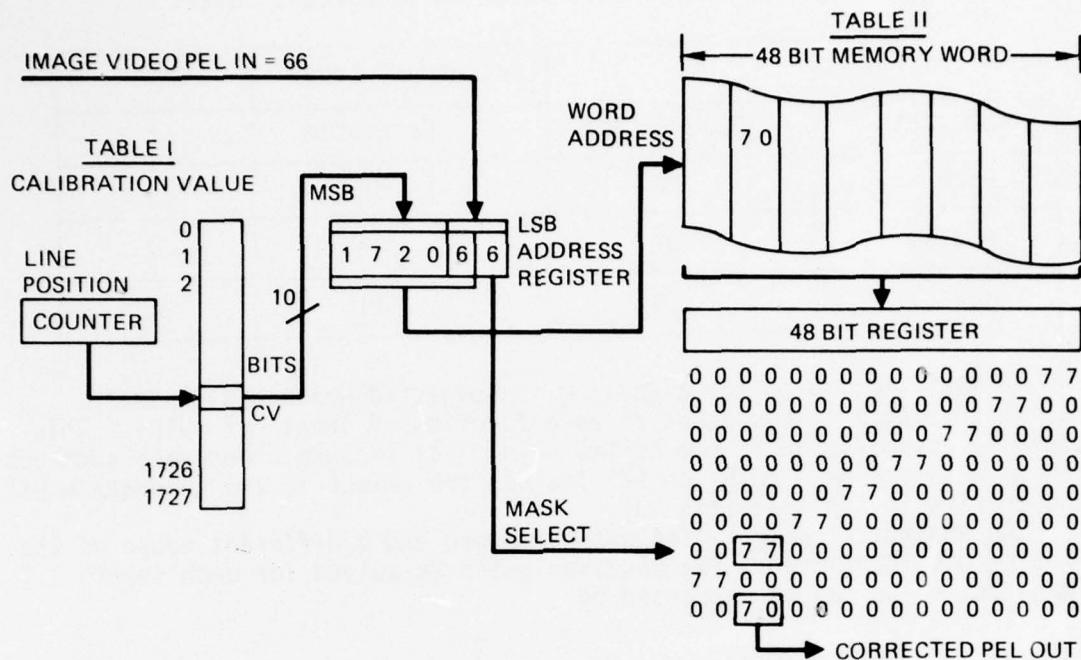 TABLE II
48 BIT MEMORY WORD
IMAGE VIDEO PEL IN = 66
WORD
ADDRESS
7 0
TABLE I
CALIBRATION VALUE
MSB
0
1
2
LSB
ADDRESS
REGISTER
1 7 2 0 6 6
LINE
POSITION
COUNTER
10
BITS
CV
1726
1727
48 BIT REGISTER
MASK
SELECT
0 0 0 0 0 0 0 0 0 0 0 0 0 0 7 7
0 0 0 0 0 0 0 0 0 0 0 0 7 7 0 0
0 0 0 0 0 0 0 0 0 0 7 7 0 0 0 0
0 0 0 0 0 0 0 0 7 7 0 0 0 0 0 0
0 0 0 0 0 0 7 7 0 0 0 0 0 0 0 0
0 0 0 0 7 7 0 0 0 0 0 0 0 0 0 0
0 0 7 7 0 0 0 0 0 0 0 0 0 0 0 0
7 7 0 0 0 0 0 0 0 0 0 0 0 0 0 0
0 0 7 0 0 0 0 0 0 0 0 0 0 0 0 0
CORRECTED PEL OUT